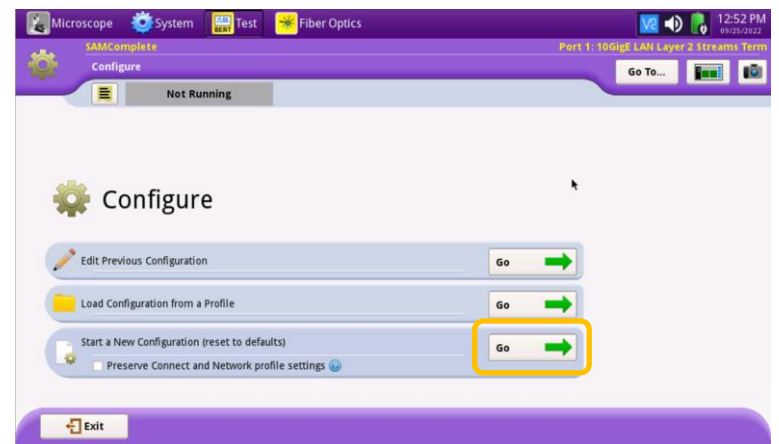 Microscope System Test Fiber Optics 12:52 PM
09/25/2022
SAMComplete Port 1: 10GigE LAN Layer 2 Streams Term
Configure Go To...
Not Running
Configure
Edit Previous Configuration Go
Load Configuration from a Profile Go
Start a New Configuration (reset to defaults) Go
Preserve Connect and Network profile settings
Exit